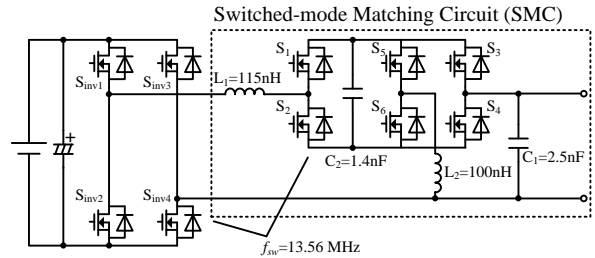 Switched-mode Matching Circuit (SMC)
S1
S5
S3
Sinv1
Sinv3
L1=115nH
S2
S6
S4
C2=1.4nF
L2=100nH
C1=2.5nF
Sinv2
Sinv4
+
fsw=13.56 MHz